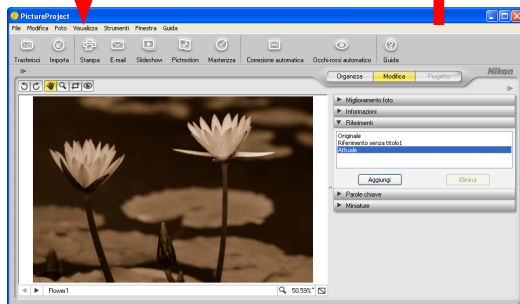 PictureProject
File Modifica Foto Visualizza Strumenti Finestra Guida
Trasferisci Importa Stampa E-mail Slideshow Pictmotion Masterizza Correzione automatica Occhi-rossi automatico Guida
Organizza Modifica Progetta Nikon
Miglioramento foto
Informazioni
Riferimenti
Originale
Riferimento senza titolo1
Attuale
Aggiungi Elimina
Parole chiave
Miniature
Flower1 50.59%